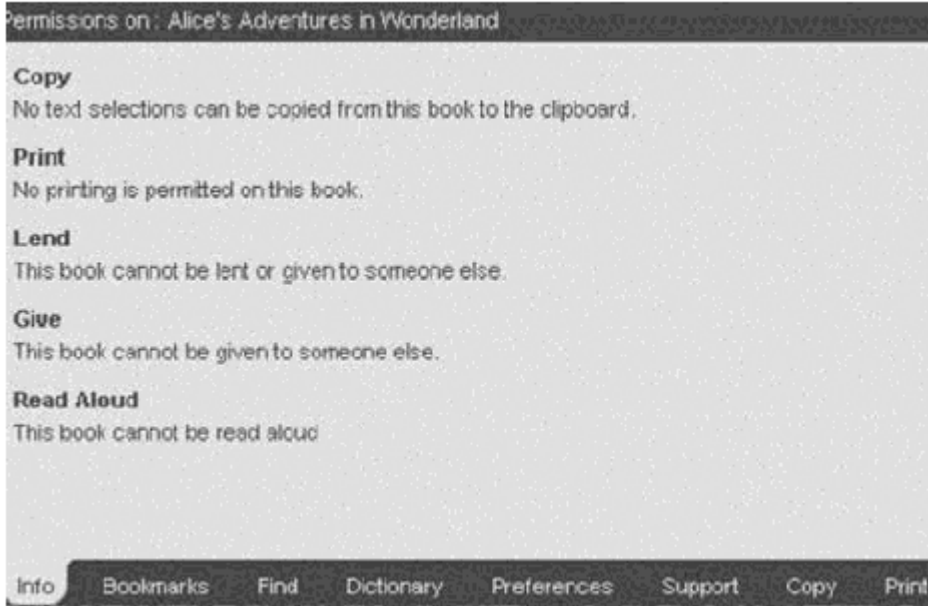 Permissions on : Alice's Adventures in Wonderland
Copy
No text selections can be copied from this book to the clipboard.
Print
No printing is permitted on this book.
Lend
This book cannot be lent or given to someone else.
Give
This book cannot be given to someone else.
Read Aloud
This book cannot be read aloud
Info Bookmarks Find Dictionary Preferences Support Copy Print